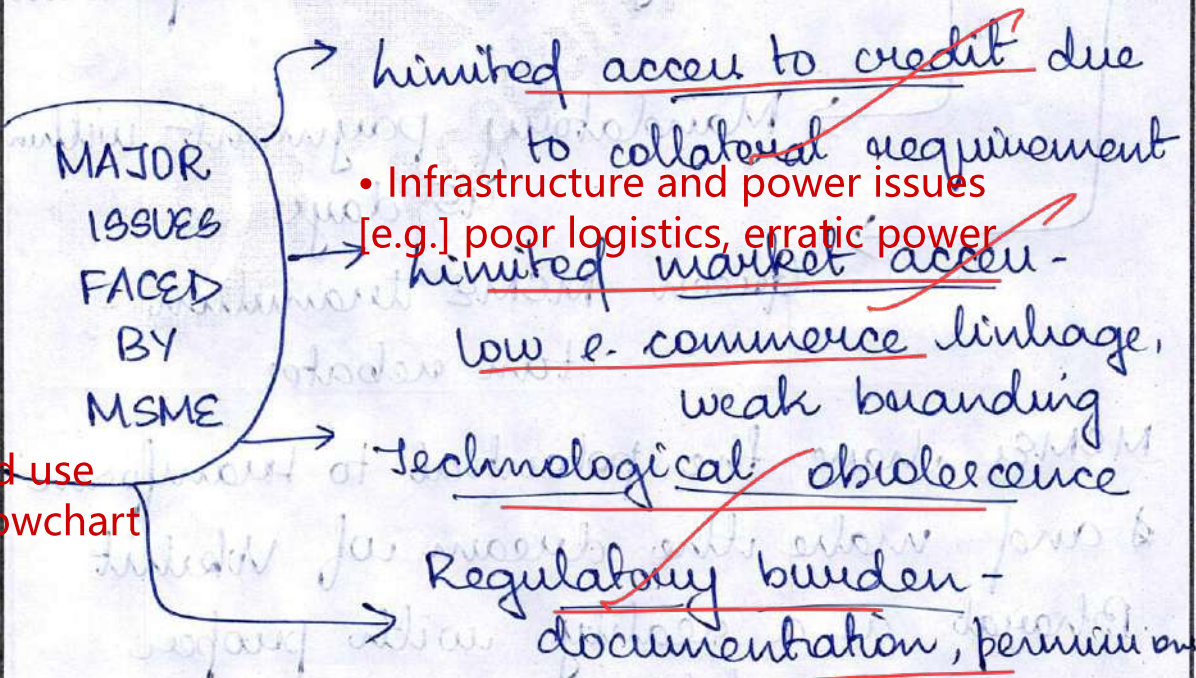 MAJOR
ISSUES
FACED
BY
MSME
Limited access to credit due
to collateral requirement
• Infrastructure and power issues
[e.g.] poor logistics, erratic power
Limited market access -
low e. commerce linkage,
weak branding
Technological obsolescence
d use
owchart
Regulatory burden -
documentation, permissions